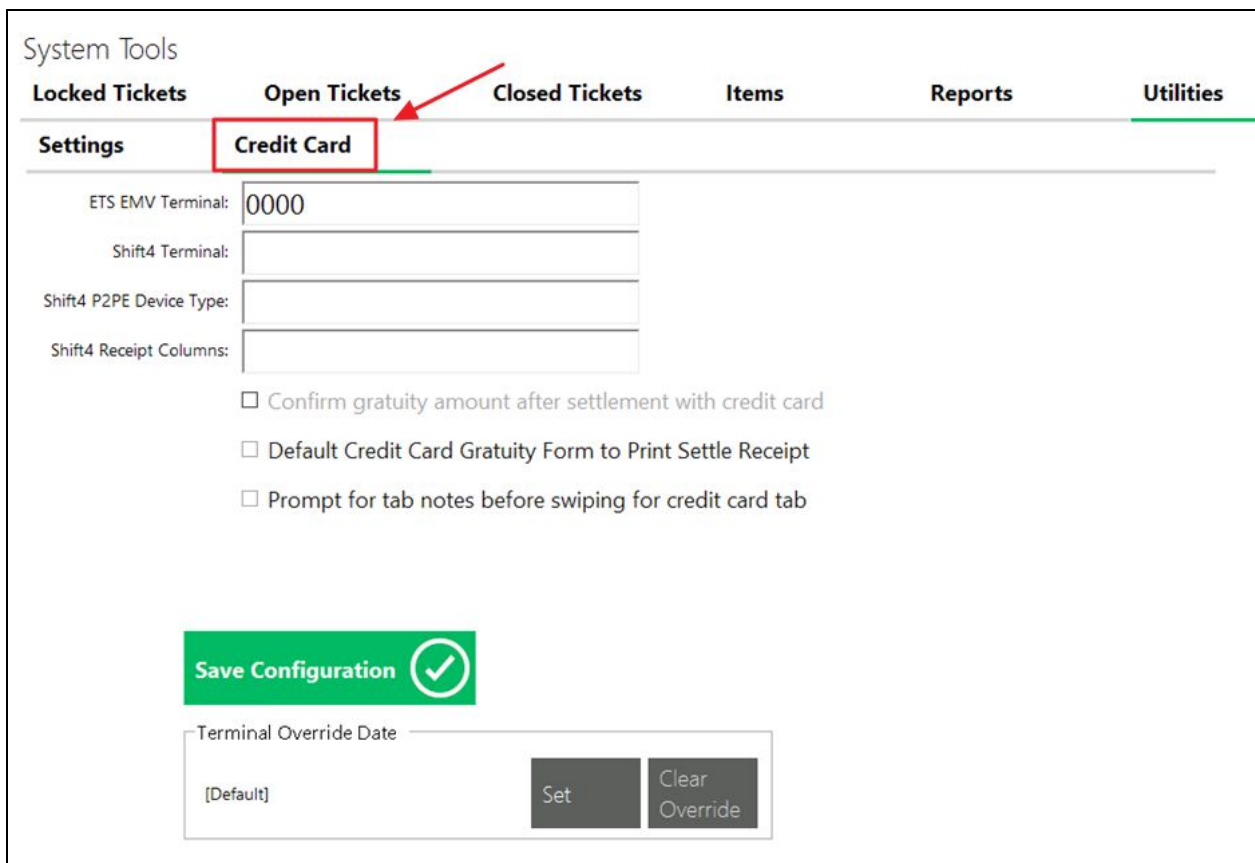 System Tools
Locked Tickets Open Tickets Closed Tickets Items Reports Utilities
Settings Credit Card
ETS EMV Terminal: 0000
Shift4 Terminal:
Shift4 P2PE Device Type:
Shift4 Receipt Columns:
Confirm gratuity amount after settlement with credit card
Default Credit Card Gratuity Form to Print Settle Receipt
Prompt for tab notes before swiping for credit card tab
Save Configuration
Terminal Override Date
[Default] Set Clear
Override